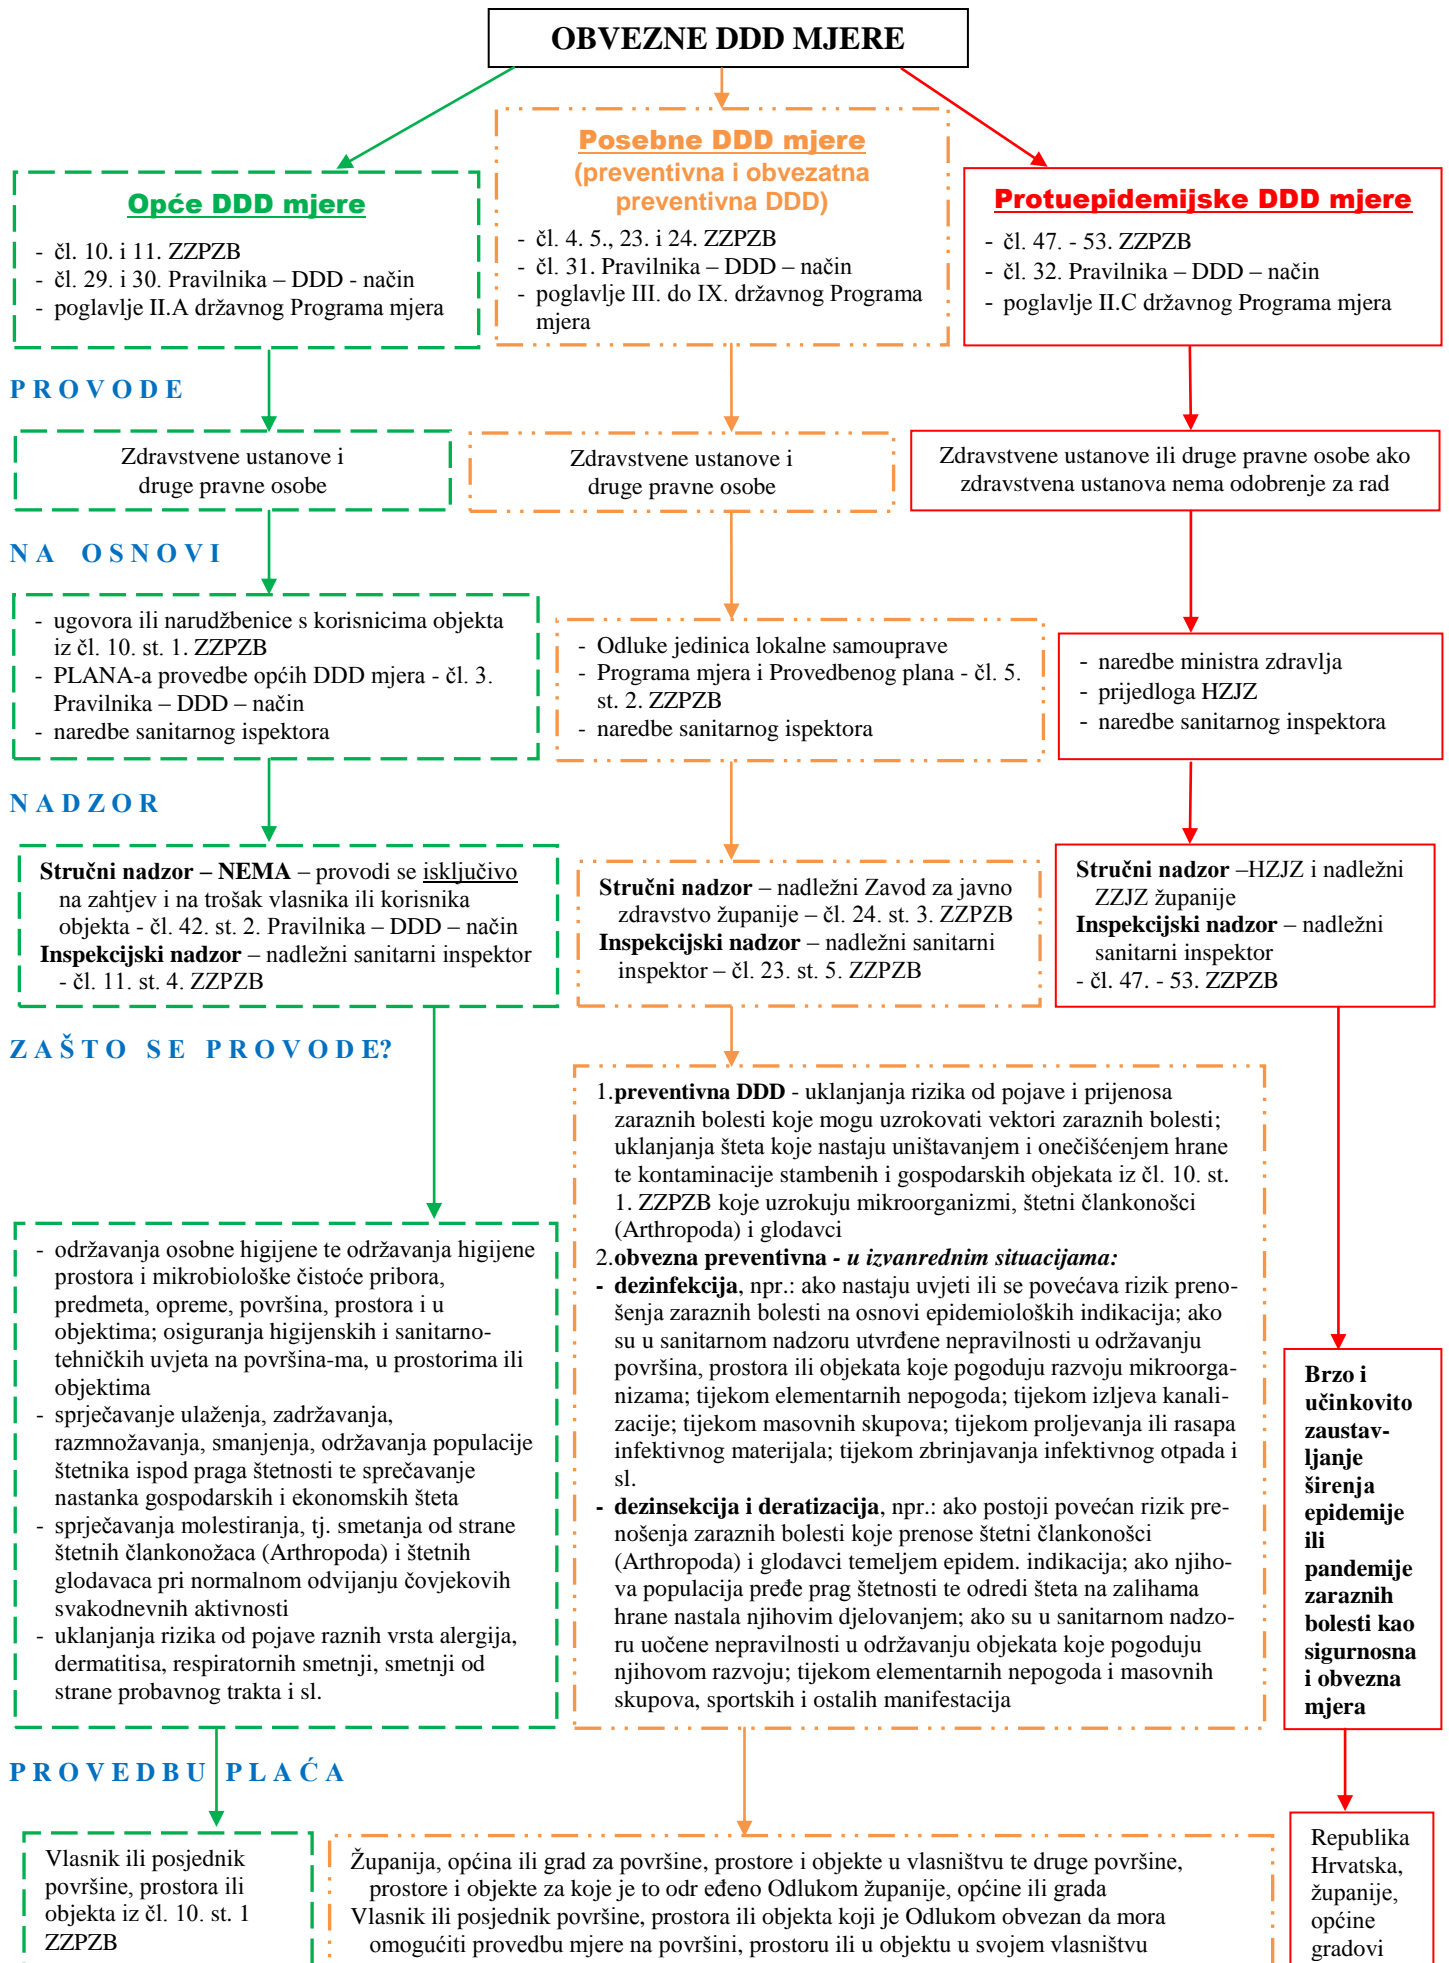 OBVEZNE DDD MJERE
Opće DDD mjere
- čl. 10. i 11. ZZPZB
- čl. 29. i 30. Pravilnika – DDD - način
- poglavlje II.A državnog Programa mjera
Posebne DDD mjere
(preventivna i obvezatna
preventivna DDD)
- čl. 4. 5., 23. i 24. ZZPZB
- čl. 31. Pravilnika – DDD – način
- poglavlje III. do IX. državnog Programa
mjera
Protuepidemijske DDD mjere
- čl. 47. - 53. ZZPZB
- čl. 32. Pravilnika – DDD – način
- poglavlje II.C državnog Programa mjera
P R O V O D E
Zdravstvene ustanove i
druge pravne osobe
Zdravstvene ustanove i
druge pravne osobe
Zdravstvene ustanove ili druge pravne osobe ako
zdravstvena ustanova nema odobrenje za rad
N A   O S N O V I
- ugovora ili narudžbenice s korisnicima objekta
iz čl. 10. st. 1. ZZPZB
- PLANA-a provedbe općih DDD mjera - čl. 3.
Pravilnika – DDD – način
- naredbe sanitarnog ispektora
- Odluke jedinica lokalne samouprave
- Programa mjera i Provedbenog plana - čl. 5.
st. 2. ZZPZB
- naredbe sanitarnog ispektora
- naredbe ministra zdravlja
- prijedloga HZJZ
- naredbe sanitarnog inspektora
N A D Z O R
Stručni nadzor – NEMA – provodi se isključivo
na zahtjev i na trošak vlasnika ili korisnika
objekta - čl. 42. st. 2. Pravilnika – DDD – način
Inspekcijski nadzor – nadležni sanitarni inspektor
- čl. 11. st. 4. ZZPZB
Stručni nadzor – nadležni Zavod za javno
zdravstvo županije – čl. 24. st. 3. ZZPZB
Inspekcijski nadzor – nadležni sanitarni
inspektor – čl. 23. st. 5. ZZPZB
Stručni nadzor –HZJZ i nadležni
ZZJZ županije
Inspekcijski nadzor – nadležni
sanitarni inspektor
- čl. 47. - 53. ZZPZB
Z A Š T O   S E   P R O V O D E?
- održavanja osobne higijene te održavanja higijene
prostora i mikrobiološke čistoće pribora,
predmeta, opreme, površina, prostora i u
objektima; osiguranja higijenskih i sanitarno-
tehničkih uvjeta na površina-ma, u prostorima ili
objektima
- sprječavanje ulaženja, zadržavanja,
razmnožavanja, smanjenja, održavanja populacije
štetnika ispod praga štetnosti te sprečavanje
nastanka gospodarskih i ekonomskih šteta
- sprječavanja molestiranja, tj. smetanja od strane
štetnih člankonožaca (Arthropoda) i štetnih
glodavaca pri normalnom odvijanju čovjekovih
svakodnevnih aktivnosti
- uklanjanja rizika od pojave raznih vrsta alergija,
dermatitisa, respiratornih smetnji, smetnji od
strane probavnog trakta i sl.
1.preventivna DDD - uklanjanja rizika od pojave i prijenosa
zaraznih bolesti koje mogu uzrokovati vektori zaraznih bolesti;
uklanjanja šteta koje nastaju uništavanjem i onečišćenjem hrane
te kontaminacije stambenih i gospodarskih objekata iz čl. 10. st.
1. ZZPZB koje uzrokuju mikroorganizmi, štetni člankonošci
(Arthropoda) i glodavci
2.obvezna preventivna - u izvanrednim situacijama:
- dezinfekcija, npr.: ako nastaju uvjeti ili se povećava rizik preno-
šenja zaraznih bolesti na osnovi epidemioloških indikacija; ako
su u sanitarnom nadzoru utvrđene nepravilnosti u održavanju
površina, prostora ili objekata koje pogoduju razvoju mikroorga-
nizama; tijekom elementarnih nepogoda; tijekom izljeva kanali-
zacije; tijekom masovnih skupova; tijekom proljevanja ili rasapa
infektivnog materijala; tijekom zbrinjavanja infektivnog otpada i
sl.
- dezinsekcija i deratizacija, npr.: ako postoji povećan rizik pre-
nošenja zaraznih bolesti koje prenose štetni člankonošci
(Arthropoda) i glodavci temeljem epidem. indikacija; ako njiho-
va populacija pređe prag štetnosti te odredi šteta na zalihama
hrane nastala njihovim djelovanjem; ako su u sanitarnom nadzo-
ru uočene nepravilnosti u održavanju objekata koje pogoduju
njihovom razvoju; tijekom elementarnih nepogoda i masovnih
skupova, sportskih i ostalih manifestacija
Brzo i
učinkovito
zaustav-
ljanje
širenja
epidemije
ili
pandemije
zaraznih
bolesti kao
sigurnosna
i obvezna
mjera
P R O V E D B U   P L A Ć A
Vlasnik ili posjednik
površine, prostora ili
objekta iz čl. 10. st. 1
ZZPZB
Županija, općina ili grad za površine, prostore i objekte u vlasništvu te druge površine,
prostore i objekte za koje je to odr eđeno Odlukom županije, općine ili grada
Vlasnik ili posjednik površine, prostora ili objekta koji je Odlukom obvezan da mora
omogućiti provedbu mjere na površini, prostoru ili u objektu u svojem vlasništvu
Republika
Hrvatska,
županije,
općine
gradovi